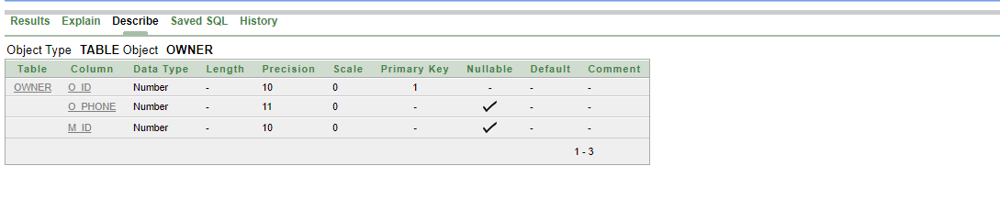 Results Explain Describe Saved SQL History
Object Type TABLE Object OWNER
Table Column Data Type Length Precision Scale Primary Key Nullable Default Comment
OWNER O_ID Number - 10 0 1 - - -
O_PHONE Number - 11 0 - ✓ - -
M_ID Number - 10 0 - ✓ - -
1 - 3